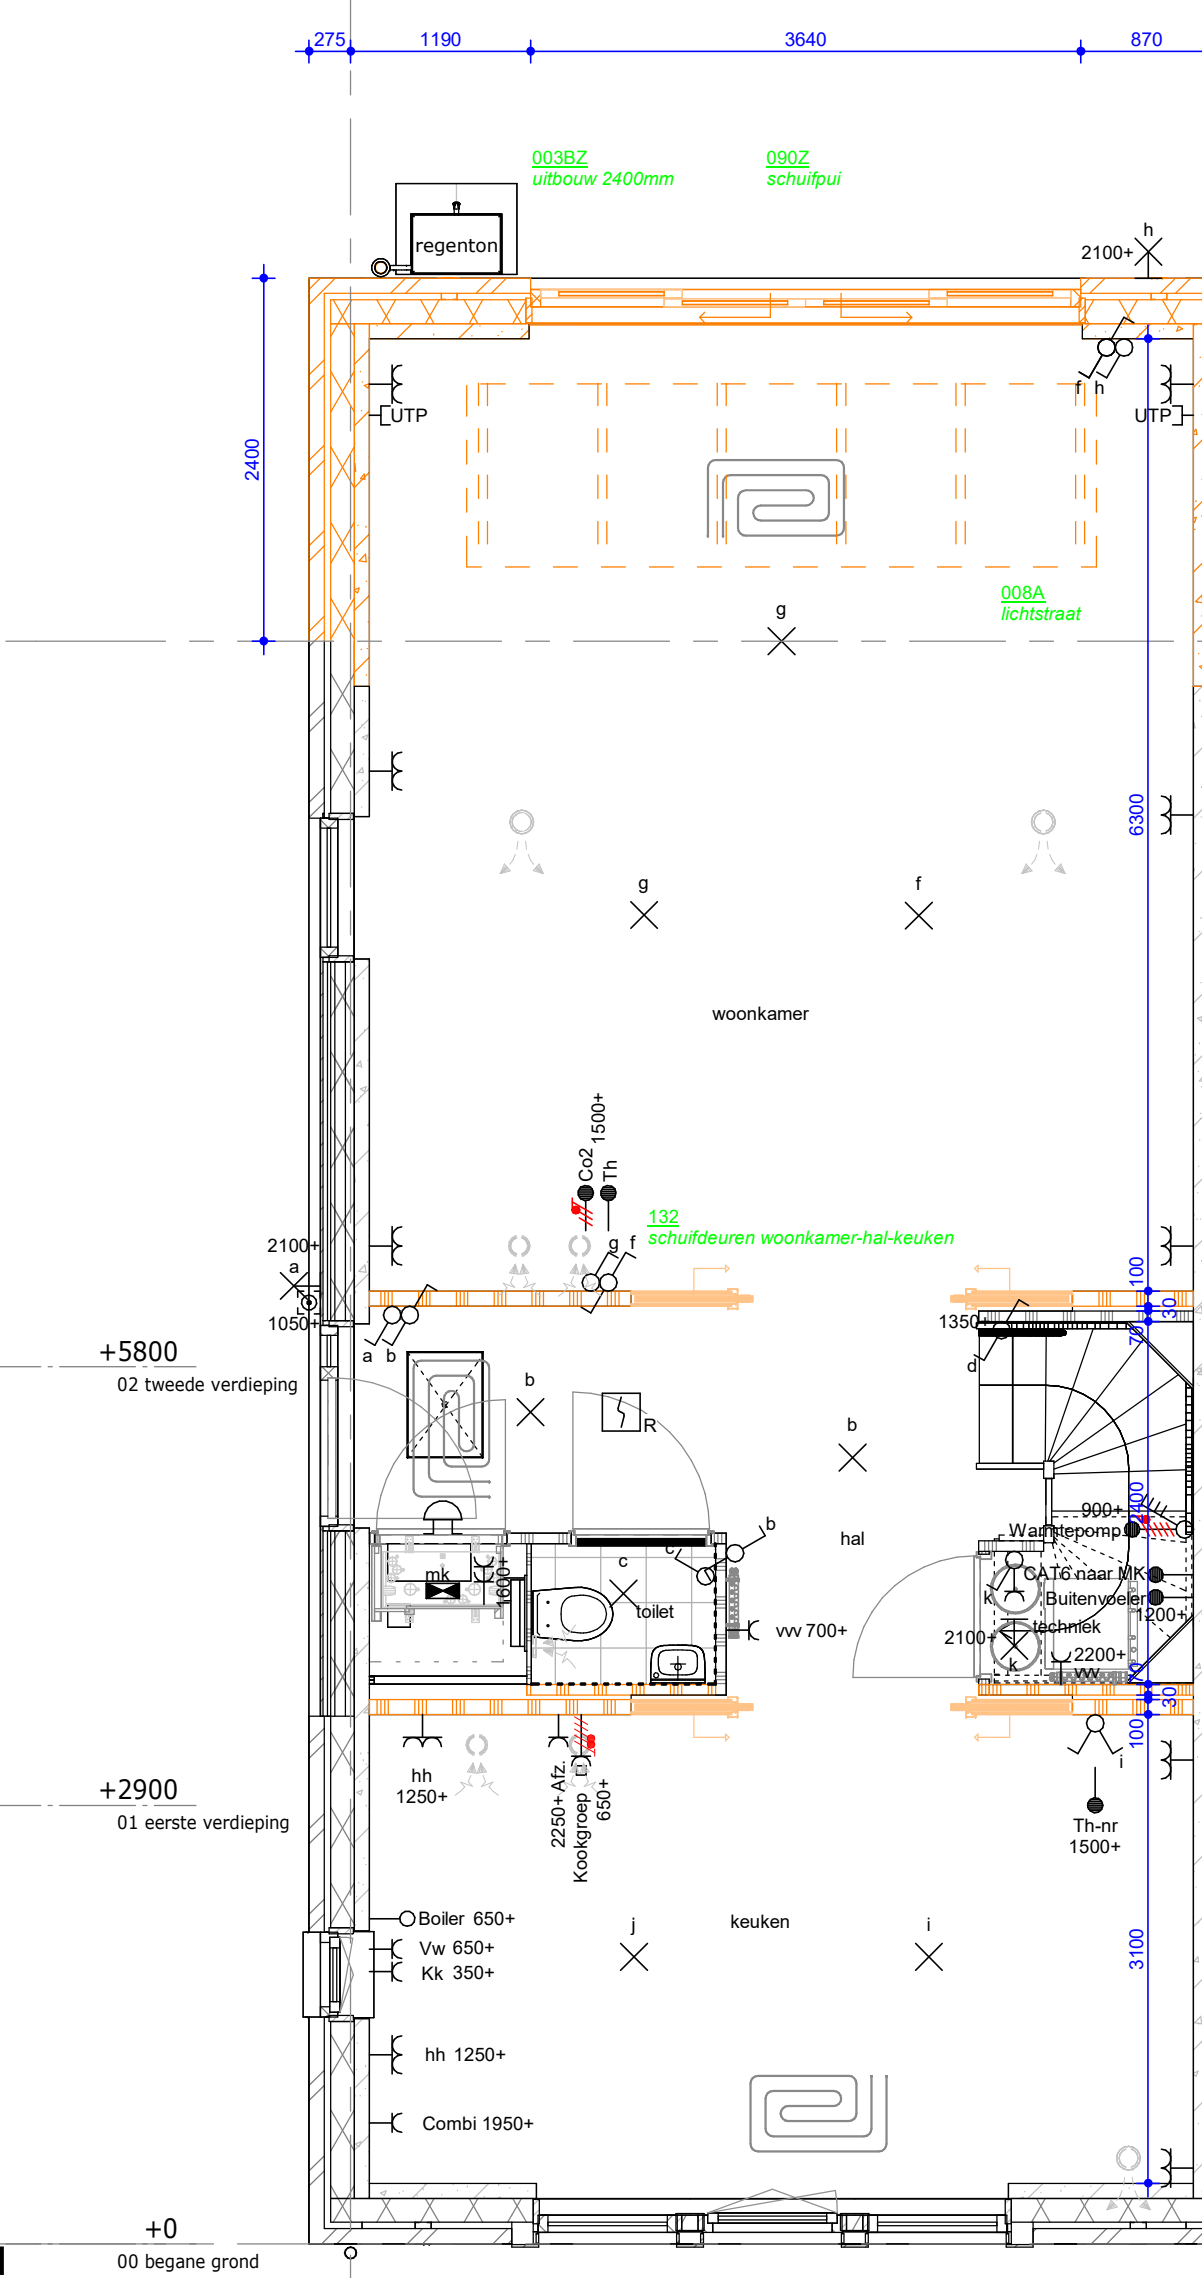 275 1190 3640 870
003BZ
uitbouw 2400mm
090Z
schuifpui
regenton
h
2100+
f h
UTP
UTP
2400
008A
lichtstraat
g
6300
g
f
woonkamer
Co2 1500+
Th
132
schuifdeuren woonkamer-hal-keuken
g f
2100+
a
1050+
a b
100
30
70
1350+
d
+5800
02 tweede verdieping
b
R
b
2400
900+
Warmtepomp
hal
b
c
c
mk
1600+
toilet
vvv 700+
CAT6 naar MK
k
Buitenvoeler
1200+
techniek
2100+
k
2200+
vvv
70
30
100
i
hh
1250+
2250+ Afz.
Kookgroep
650+
Th-nr
1500+
+2900
01 eerste verdieping
Boiler 650+
Vw 650+
Kk 350+
j
keuken
i
3100
hh 1250+
Combi 1950+
+0
00 begane grond